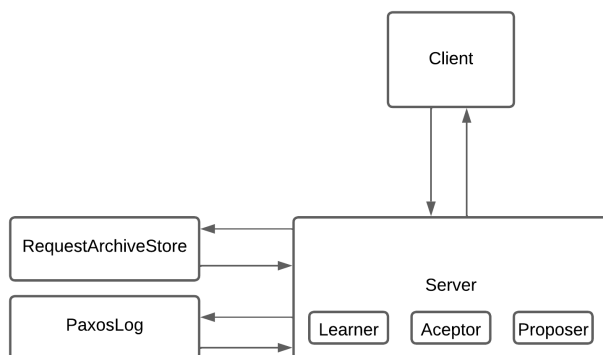 Client
RequestArchiveStore
Server
PaxosLog
Learner
Aceptor
Proposer